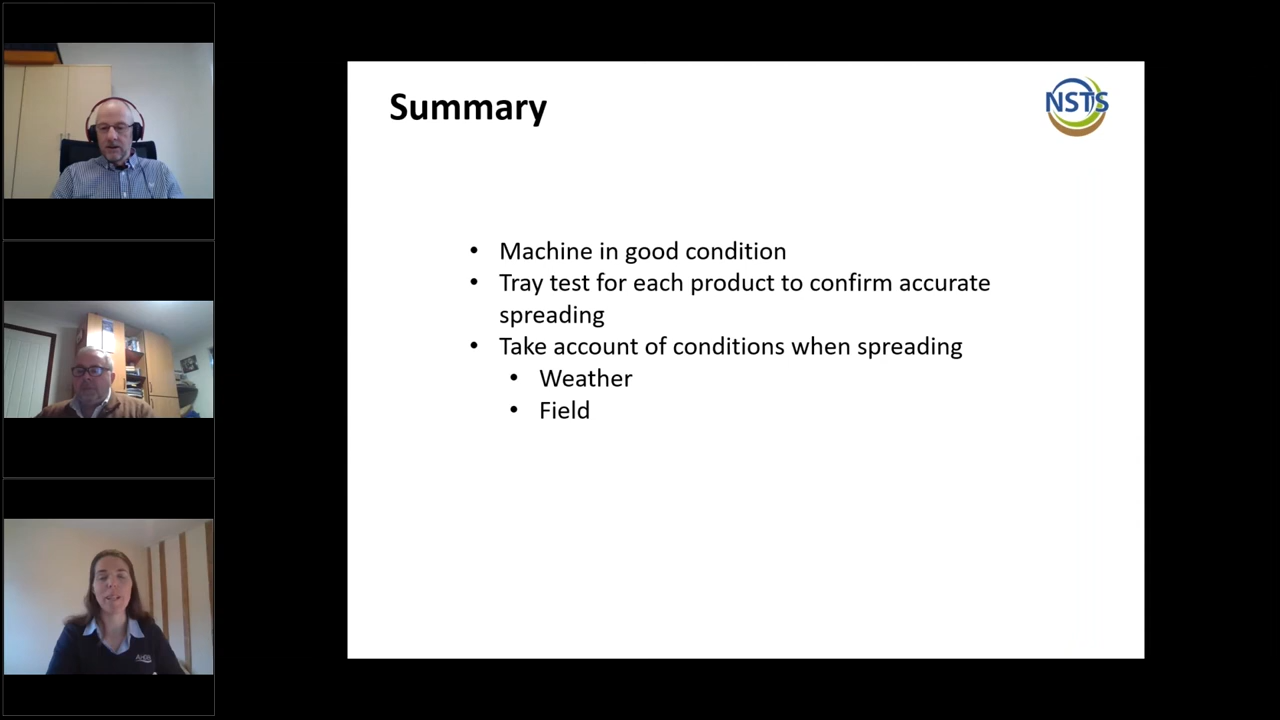 Summary
NSTS
• Machine in good condition
• Tray test for each product to confirm accurate
spreading
• Take account of conditions when spreading
• Weather
• Field
AHDB